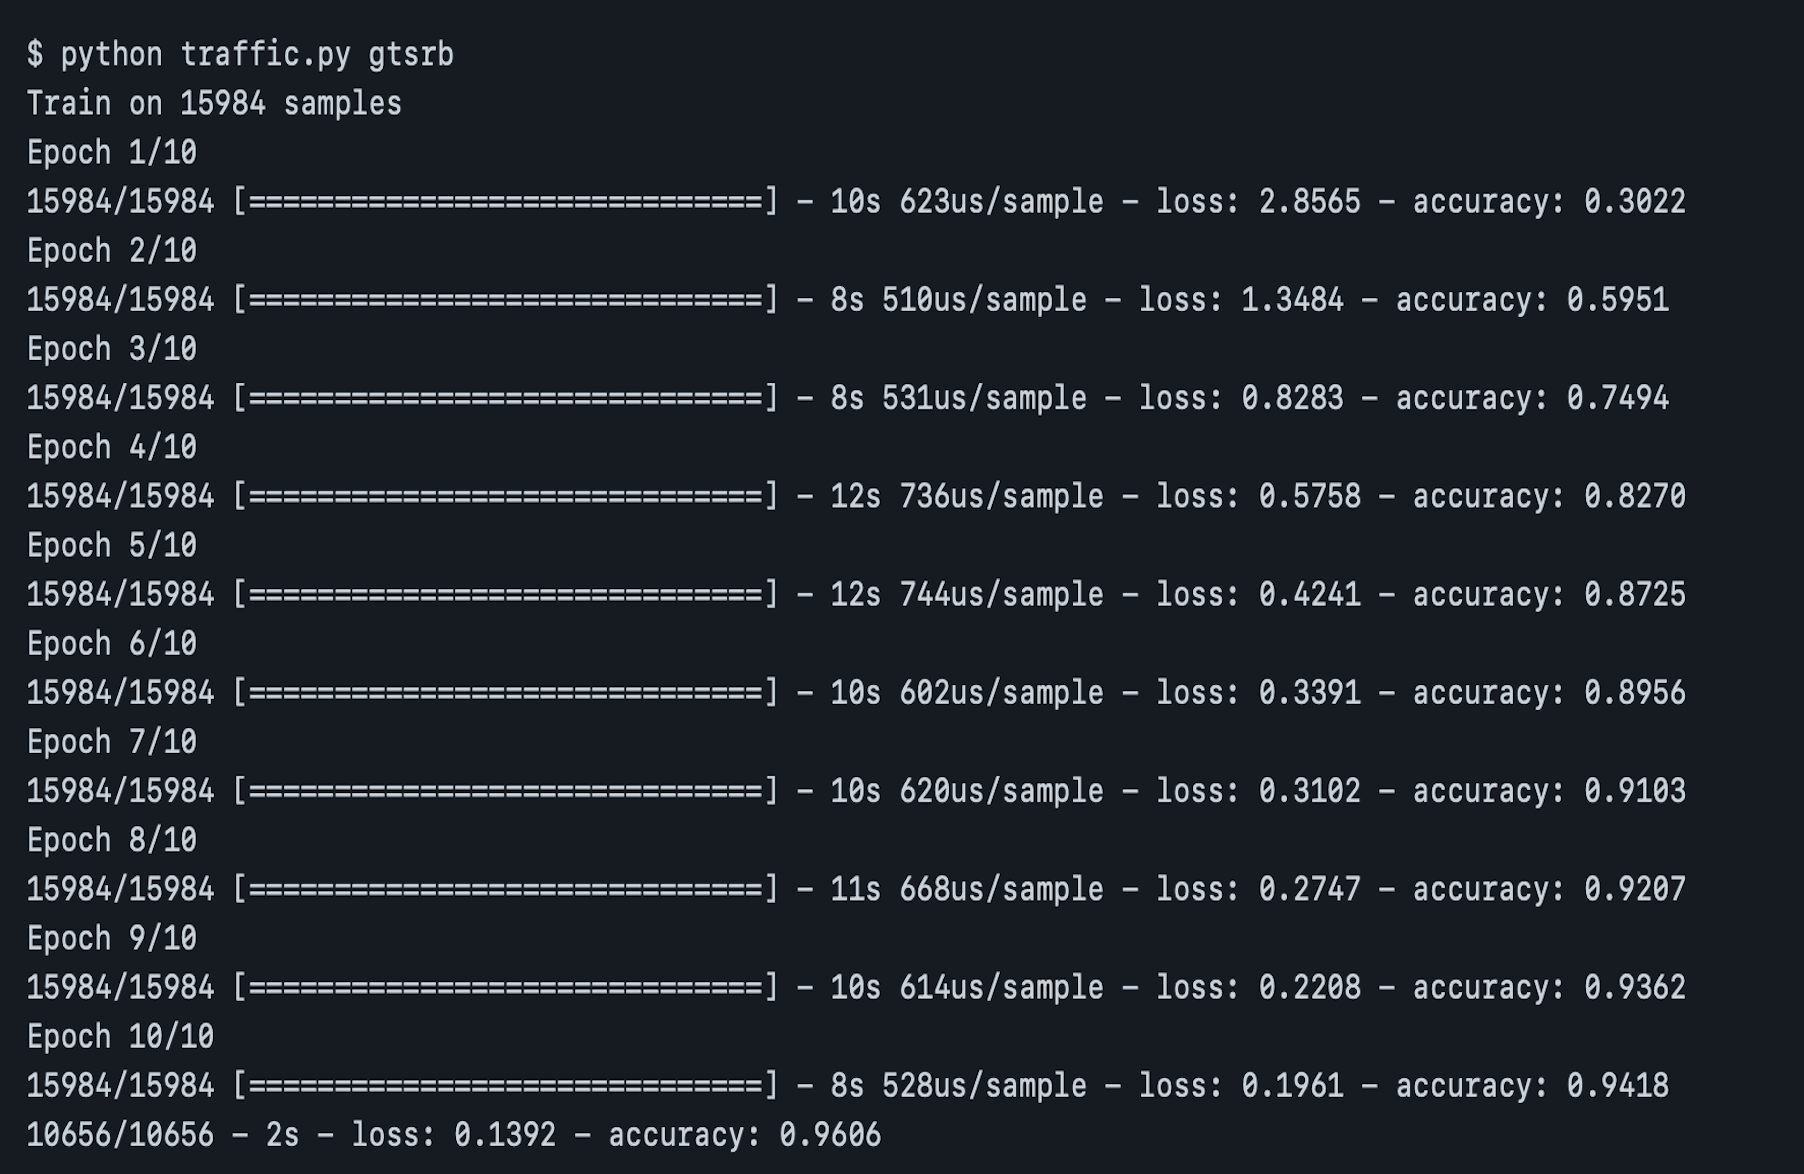 $ python traffic.py gtsrb
Train on 15984 samples
Epoch 1/10
15984/15984 [==============================] - 10s 623us/sample - loss: 2.8565 - accuracy: 0.3022
Epoch 2/10
15984/15984 [==============================] - 8s 510us/sample - loss: 1.3484 - accuracy: 0.5951
Epoch 3/10
15984/15984 [==============================] - 8s 531us/sample - loss: 0.8283 - accuracy: 0.7494
Epoch 4/10
15984/15984 [==============================] - 12s 736us/sample - loss: 0.5758 - accuracy: 0.8270
Epoch 5/10
15984/15984 [==============================] - 12s 744us/sample - loss: 0.4241 - accuracy: 0.8725
Epoch 6/10
15984/15984 [==============================] - 10s 602us/sample - loss: 0.3391 - accuracy: 0.8956
Epoch 7/10
15984/15984 [==============================] - 10s 620us/sample - loss: 0.3102 - accuracy: 0.9103
Epoch 8/10
15984/15984 [==============================] - 11s 668us/sample - loss: 0.2747 - accuracy: 0.9207
Epoch 9/10
15984/15984 [==============================] - 10s 614us/sample - loss: 0.2208 - accuracy: 0.9362
Epoch 10/10
15984/15984 [==============================] - 8s 528us/sample - loss: 0.1961 - accuracy: 0.9418
10656/10656 - 2s - loss: 0.1392 - accuracy: 0.9606